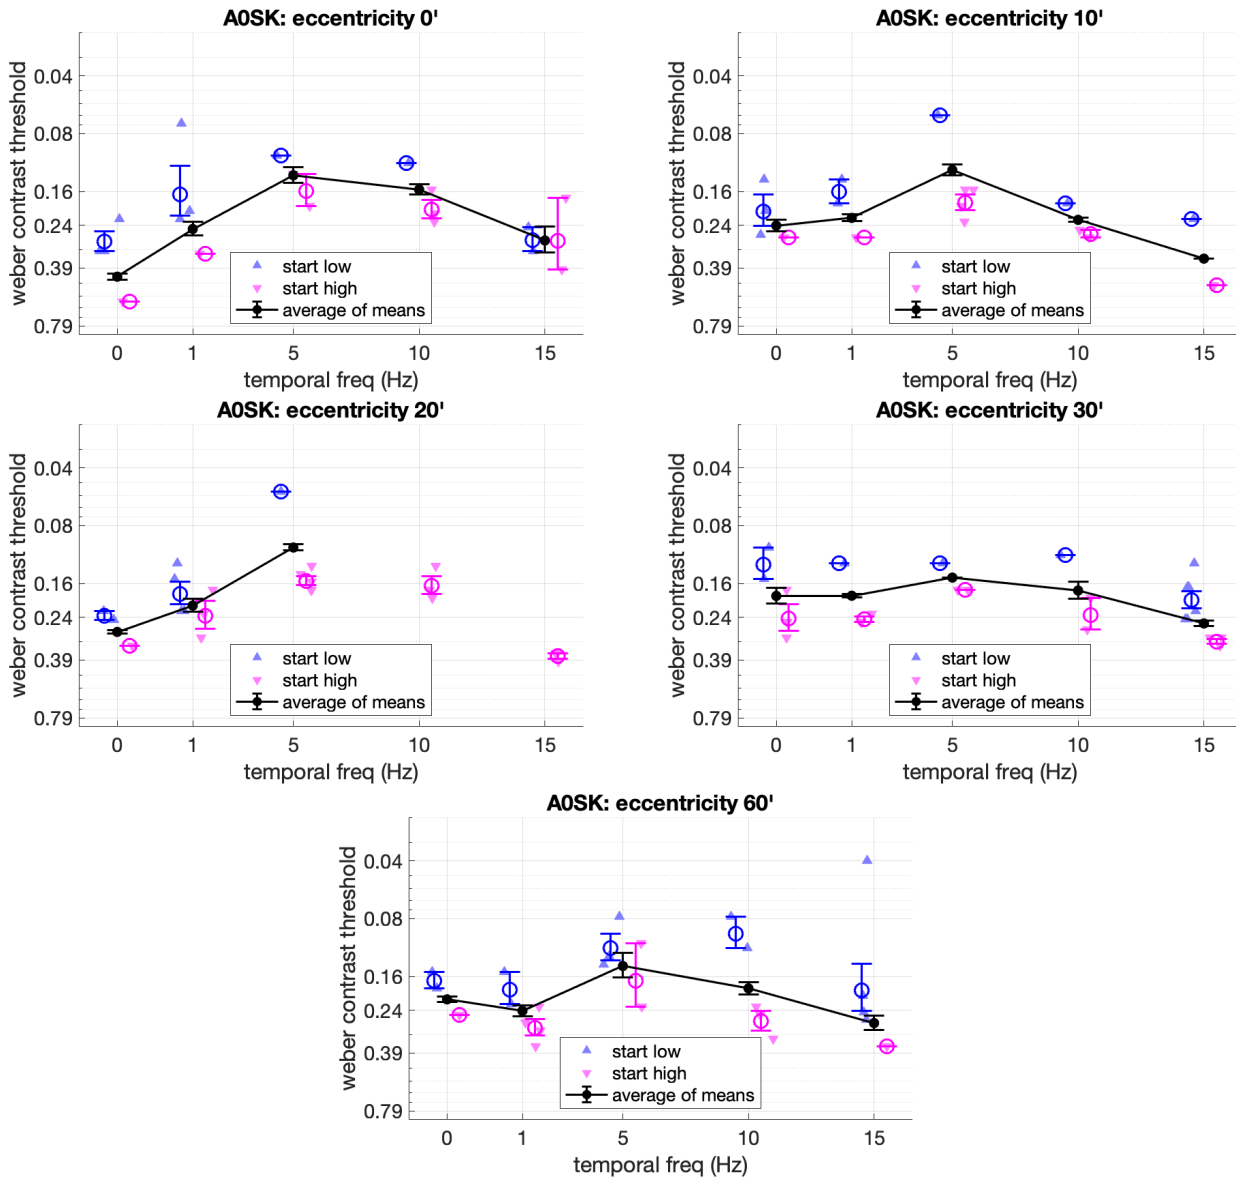 A0SK: eccentricity 0'
weber contrast threshold
0.04
0.08
0.16
0.24
0.39
0.79
start low
start high
average of means
0 1 5 10 15
temporal freq (Hz)
A0SK: eccentricity 10'
weber contrast threshold
0.04
0.08
0.16
0.24
0.39
0.79
start low
start high
average of means
0 1 5 10 15
temporal freq (Hz)
A0SK: eccentricity 20'
weber contrast threshold
0.04
0.08
0.16
0.24
0.39
0.79
start low
start high
average of means
0 1 5 10 15
temporal freq (Hz)
A0SK: eccentricity 30'
weber contrast threshold
0.04
0.08
0.16
0.24
0.39
0.79
start low
start high
average of means
0 1 5 10 15
temporal freq (Hz)
A0SK: eccentricity 60'
weber contrast threshold
0.04
0.08
0.16
0.24
0.39
0.79
start low
start high
average of means
0 1 5 10 15
temporal freq (Hz)